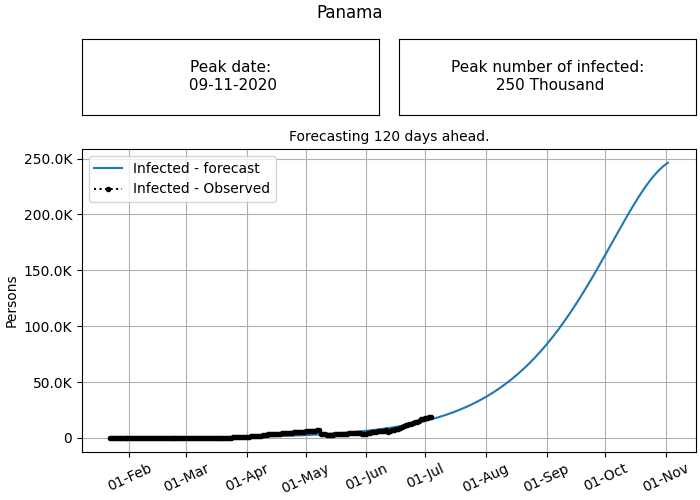 Panama
Peak date:
09-11-2020
Peak number of infected:
250 Thousand
Forecasting 120 days ahead.
Infected - forecast
Infected - Observed
Persons
250.0K
200.0K
150.0K
100.0K
50.0K
0
01-Feb
01-Mar
01-Apr
01-May
01-Jun
01-Jul
01-Aug
01-Sep
01-Oct
01-Nov